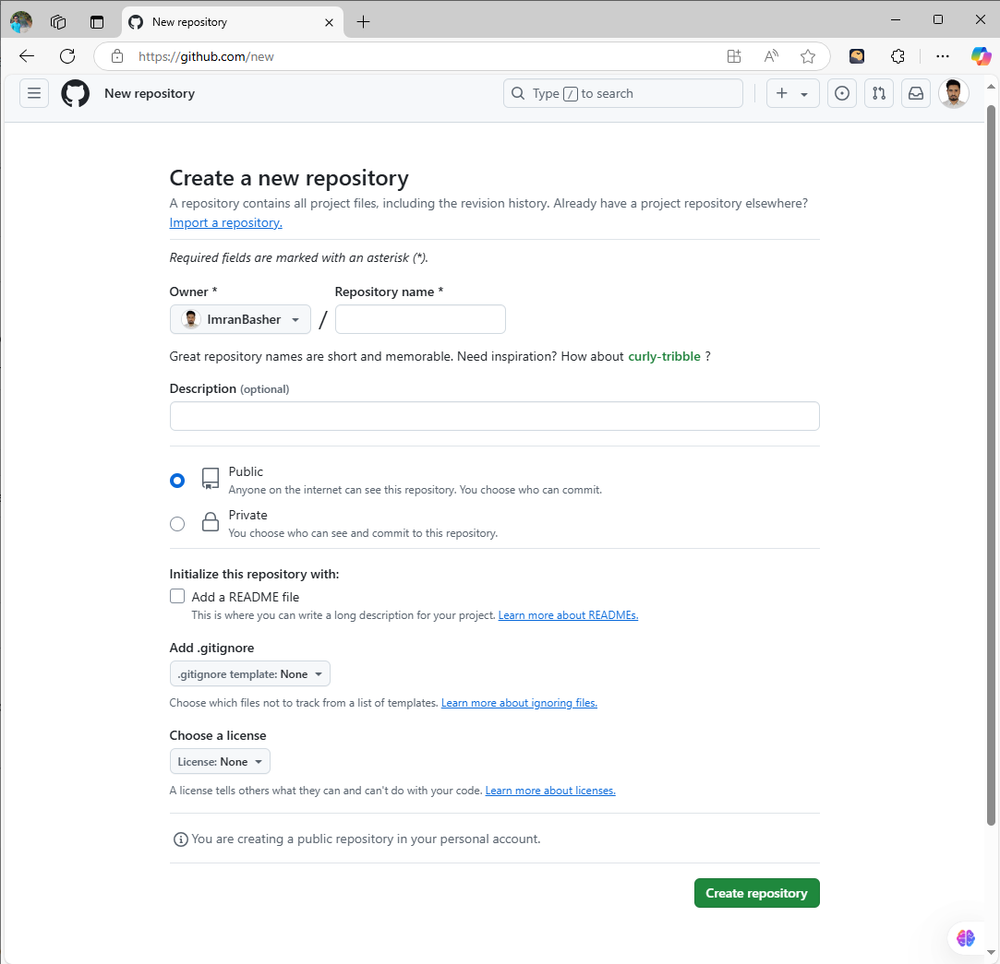 New repository
https://github.com/new
New repository
Type / to search
Create a new repository
A repository contains all project files, including the revision history. Already have a project repository elsewhere?
Import a repository.
Required fields are marked with an asterisk (*).
Owner * Repository name *
ImranBasher /
Great repository names are short and memorable. Need inspiration? How about curly-tribble ?
Description (optional)
Public
Anyone on the internet can see this repository. You choose who can commit.
Private
You choose who can see and commit to this repository.
Initialize this repository with:
Add a README file
This is where you can write a long description for your project. Learn more about READMEs.
Add .gitignore
.gitignore template: None
Choose which files not to track from a list of templates. Learn more about ignoring files.
Choose a license
License: None
A license tells others what they can and can't do with your code. Learn more about licenses.
You are creating a public repository in your personal account.
Create repository